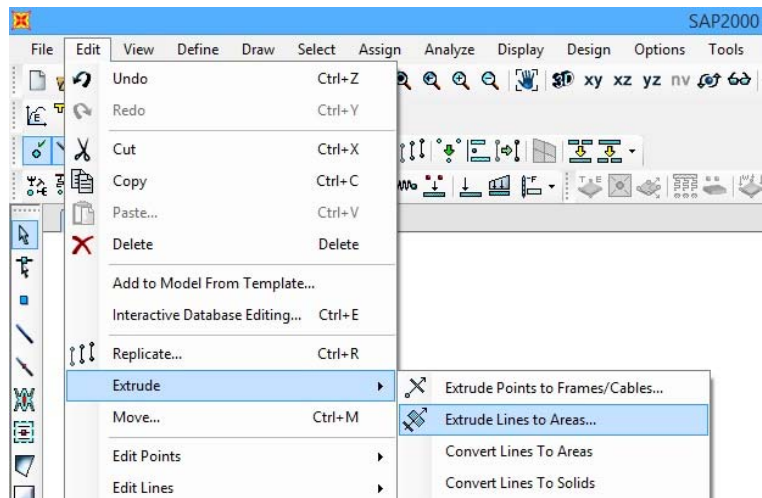 SAP2000
File Edit View Define Draw Select Assign Analyze Display Design Options Tools
Undo Ctrl+Z
3D xy xz yz nv
Redo Ctrl+Y
Cut Ctrl+X
Copy Ctrl+C
Paste... Ctrl+V
Delete Delete
Add to Model From Template...
Interactive Database Editing... Ctrl+E
Replicate... Ctrl+R
Extrude
Extrude Points to Frames/Cables...
Move... Ctrl+M
Extrude Lines to Areas...
Edit Points
Convert Lines To Areas
Edit Lines
Convert Lines To Solids